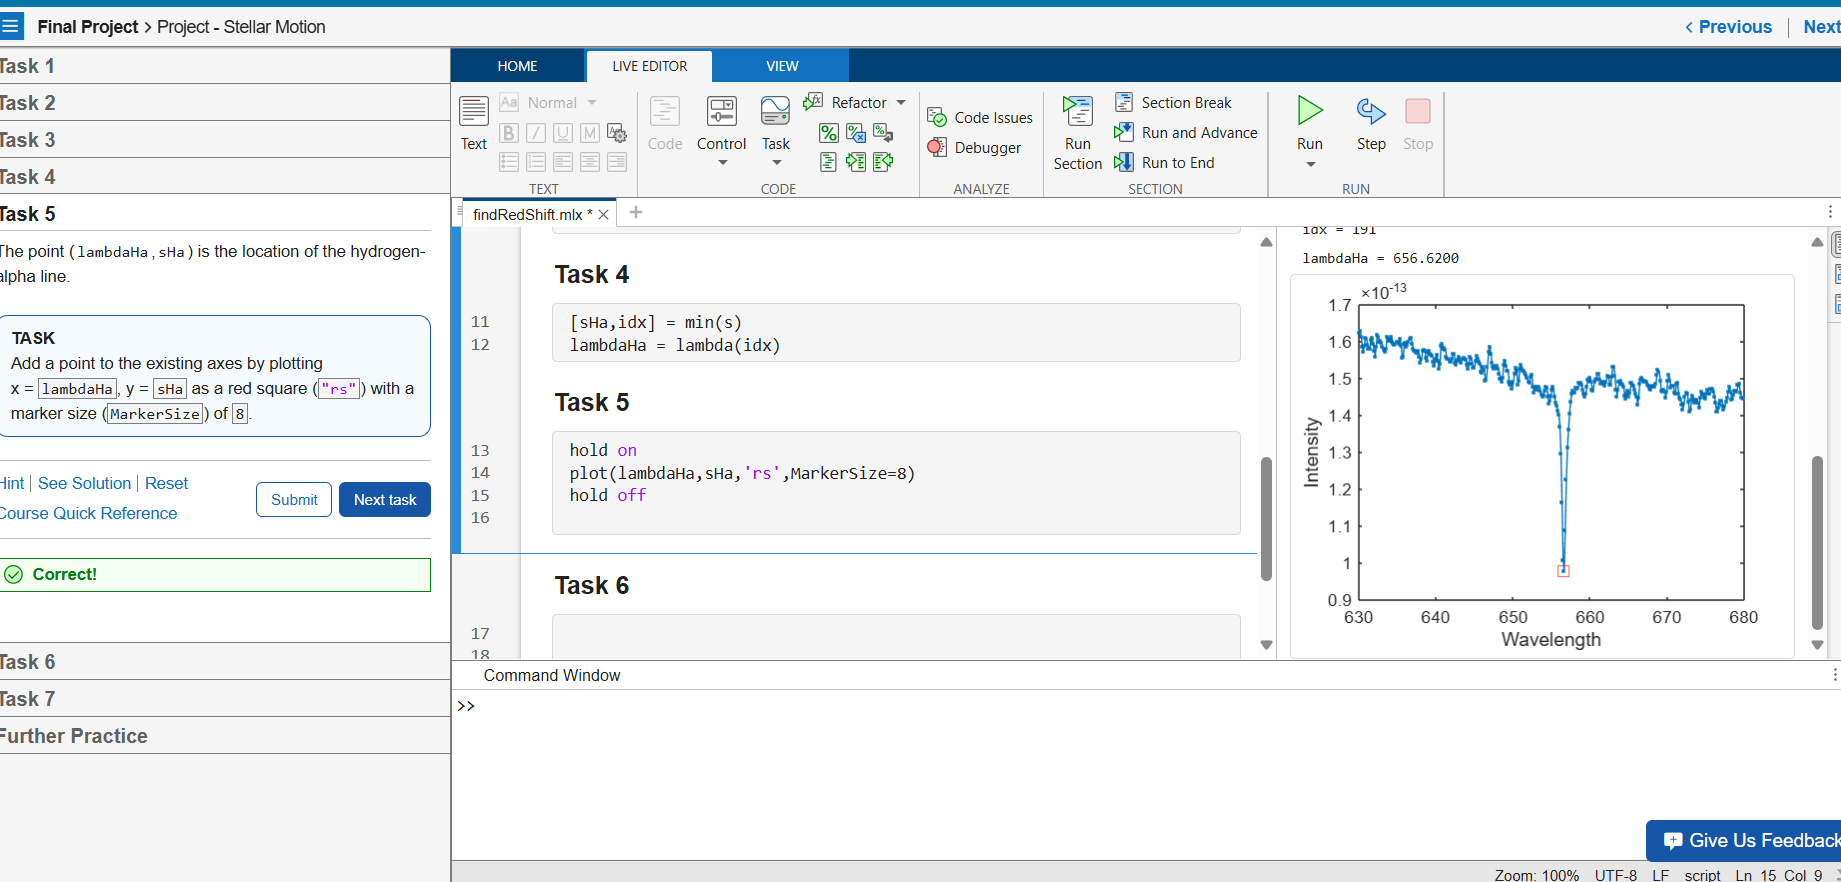 Final Project > Project - Stellar Motion
< Previous | Next
Task 1
Task 2
Task 3
Task 4
Task 5
The point (lambdaHa,sHa) is the location of the hydrogen-
alpha line.
TASK
Add a point to the existing axes by plotting
x = lambdaHa, y = sHa as a red square ("rs") with a
marker size (MarkerSize) of 8.
Hint | See Solution | Reset
Course Quick Reference
Submit
Next task
Correct!
Task 6
Task 7
Further Practice
HOME
LIVE EDITOR
VIEW
Text
Aa Normal
B I U M
TEXT
Code
Control
Task
Refactor
CODE
Code Issues
Debugger
ANALYZE
Run
Section
Section Break
Run and Advance
Run to End
SECTION
Run
Step
Stop
RUN
findRedShift.mlx *
Task 4
11 [sHa,idx] = min(s)
12 lambdaHa = lambda(idx)
Task 5
13 hold on
14 plot(lambdaHa,sHa,'rs',MarkerSize=8)
15 hold off
16
Task 6
17
18
idx = 191
lambdaHa = 656.6200
×10-13
1.7
1.6
1.5
1.4
1.3
1.2
1.1
1
0.9
Intensity
630 640 650 660 670 680
Wavelength
Command Window
>>
Give Us Feedback
Zoom: 100% UTF-8 LF script Ln 15 Col 9